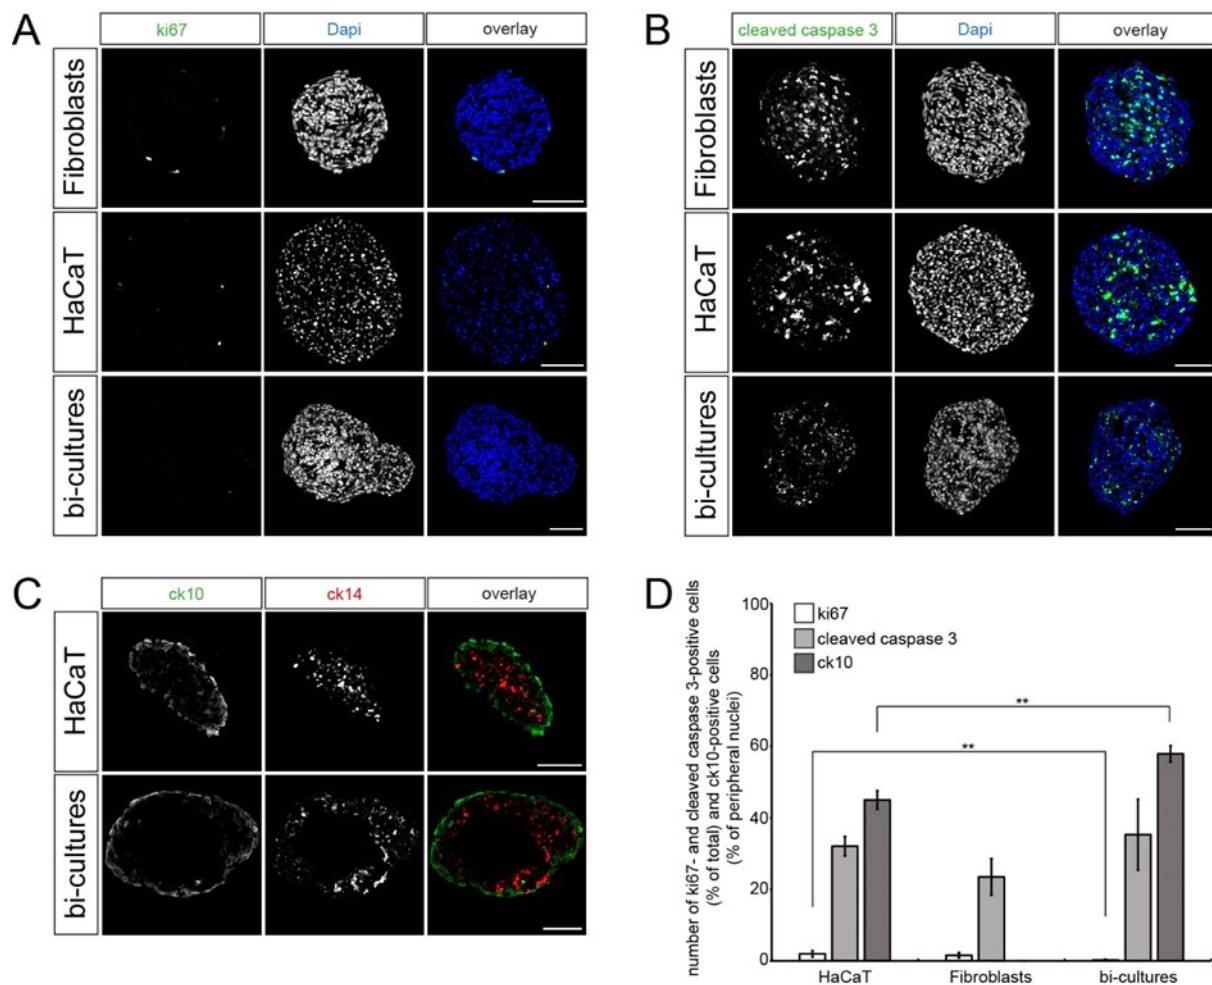 A
ki67
Dapi
overlay
Fibroblasts
HaCaT
bi-cultures
B
cleaved caspase 3
Dapi
overlay
Fibroblasts
HaCaT
bi-cultures
C
ck10
ck14
overlay
HaCaT
bi-cultures
D
number of ki67- and cleaved caspase 3-positive cells
(% of total) and ck10-positive cells
(% of peripheral nuclei)
100
80
60
40
20
0
ki67
cleaved caspase 3
ck10
**
**
HaCaT
Fibroblasts
bi-cultures